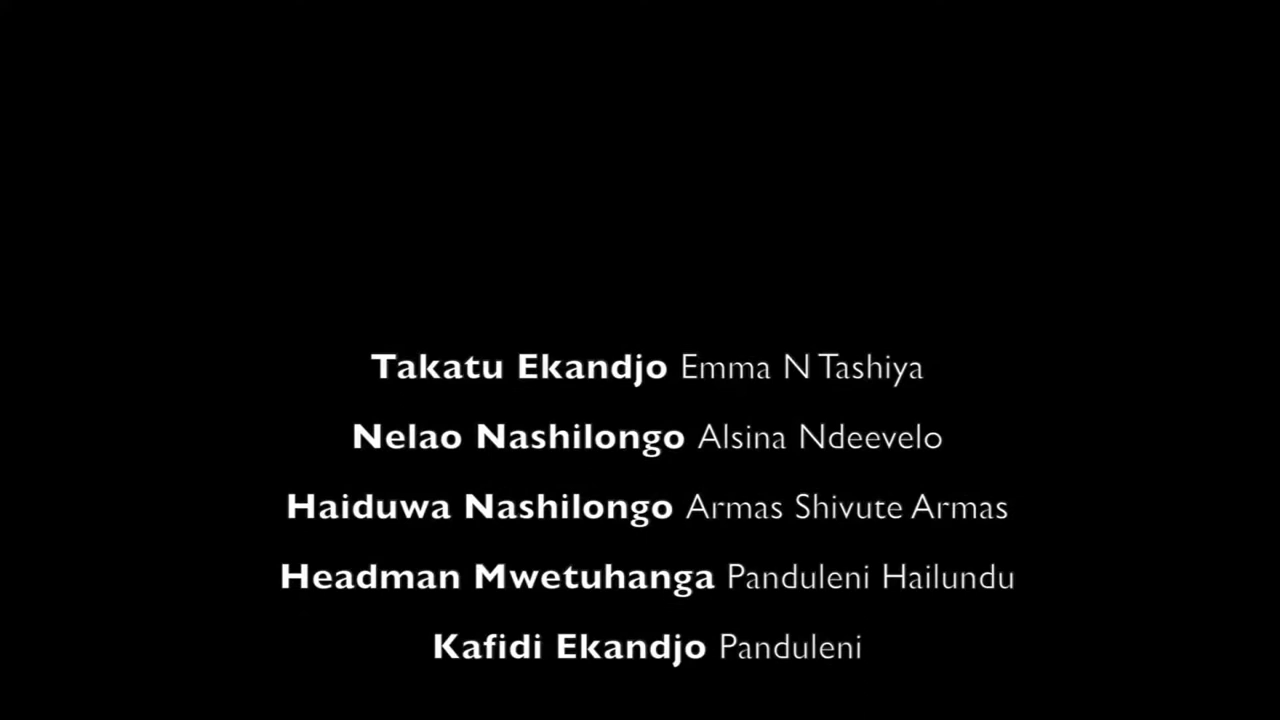 Takatu Ekandjo Emma N Tashiya
Nelao Nashilongo Alsina Ndeevelo
Haiduwa Nashilongo Armas Shivute Armas
Headman Mwetuhanga Panduleni Hailundu
Kafidi Ekandjo Panduleni